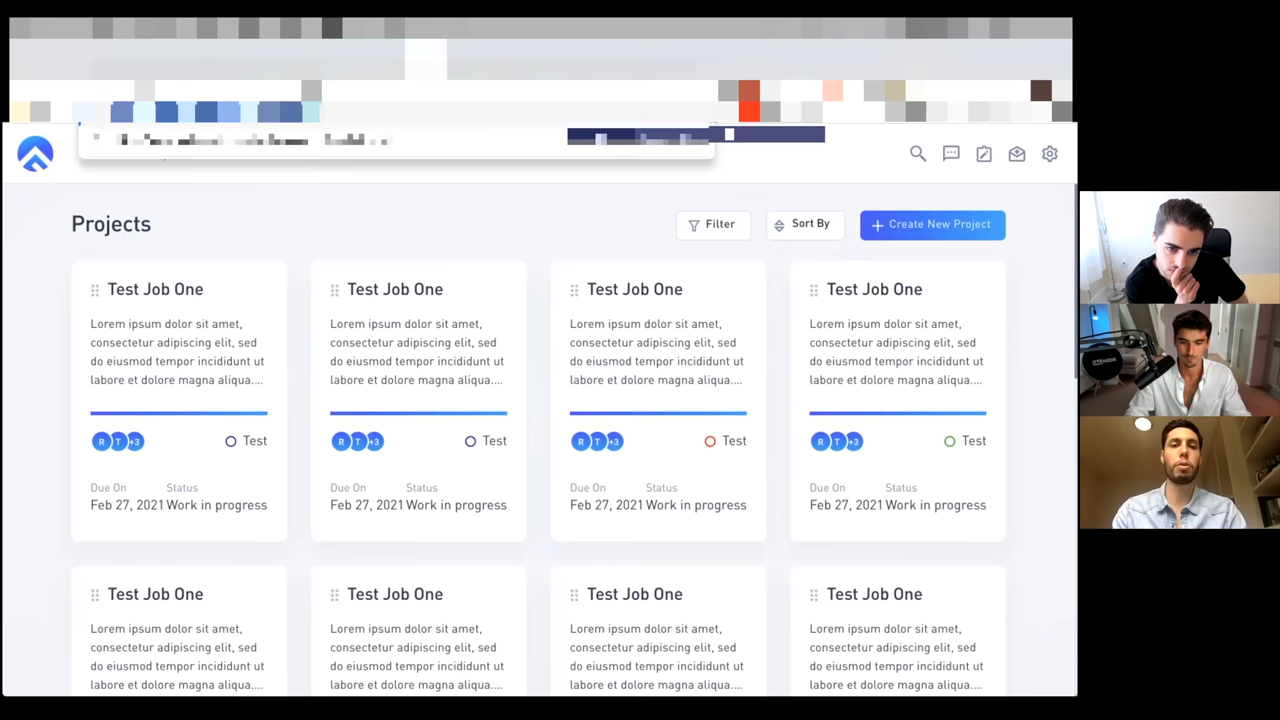 Projects
Filter
Sort By
Create New Project
Test Job One
Lorem ipsum dolor sit amet,
consectetur adipiscing elit, sed
do eiusmod tempor incididunt ut
labore et dolore magna aliqua....
R T +3
Test
Due On Status
Feb 27, 2021 Work in progress
Test Job One
Lorem ipsum dolor sit amet,
consectetur adipiscing elit, sed
do eiusmod tempor incididunt ut
labore et dolore magna aliqua....
R T +3
Test
Due On Status
Feb 27, 2021 Work in progress
Test Job One
Lorem ipsum dolor sit amet,
consectetur adipiscing elit, sed
do eiusmod tempor incididunt ut
labore et dolore magna aliqua....
R T +3
Test
Due On Status
Feb 27, 2021 Work in progress
Test Job One
Lorem ipsum dolor sit amet,
consectetur adipiscing elit, sed
do eiusmod tempor incididunt ut
labore et dolore magna aliqua....
R T +3
Test
Due On Status
Feb 27, 2021 Work in progress
Test Job One
Lorem ipsum dolor sit amet,
consectetur adipiscing elit, sed
do eiusmod tempor incididunt ut
labore et dolore magna aliqua....
Test Job One
Lorem ipsum dolor sit amet,
consectetur adipiscing elit, sed
do eiusmod tempor incididunt ut
labore et dolore magna aliqua....
Test Job One
Lorem ipsum dolor sit amet,
consectetur adipiscing elit, sed
do eiusmod tempor incididunt ut
labore et dolore magna aliqua....
Test Job One
Lorem ipsum dolor sit amet,
consectetur adipiscing elit, sed
do eiusmod tempor incididunt ut
labore et dolore magna aliqua....